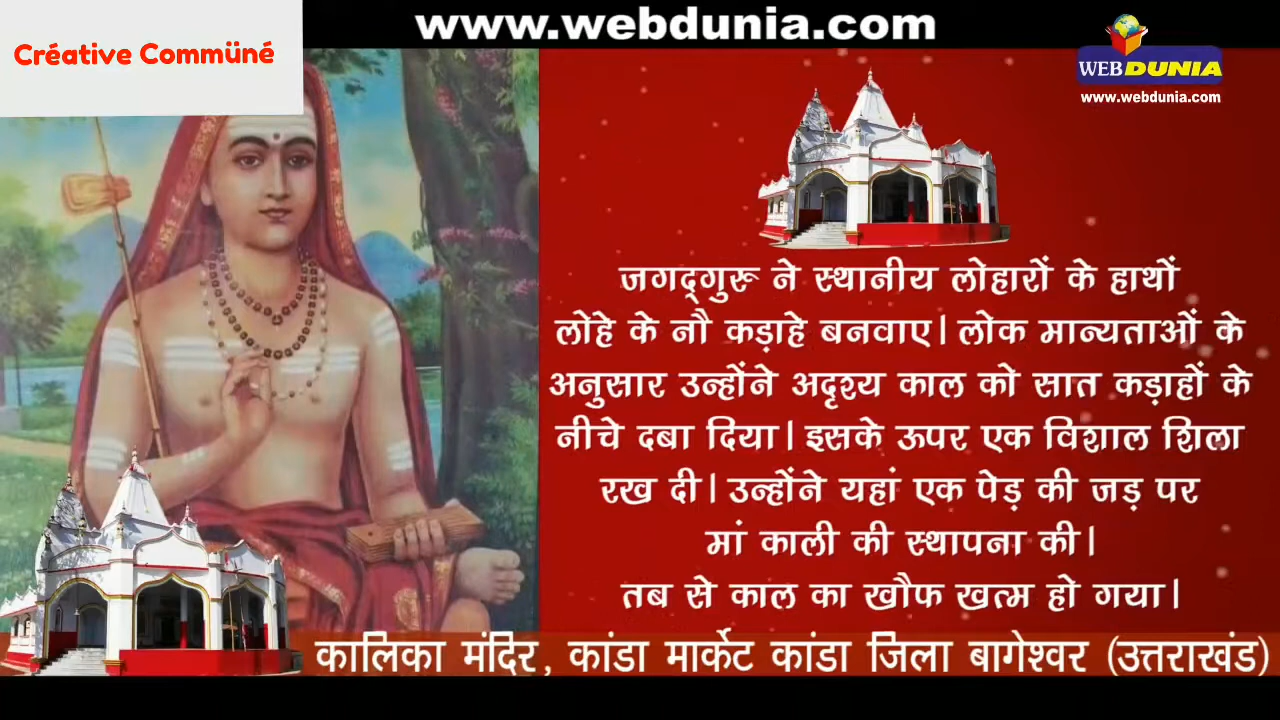 www.webdunia.com
Créative Commüné
WEBDUNIA
www.webdunia.com
जगद्गुरू ने स्थानीय लोहारों के हाथों
लोहे के नौ कड़ाहे बनवाए। लोक मान्यताओं के
अनुसार उन्होंने अदृश्य काल को सात कड़ाहों के
नीचे दबा दिया। इसके ऊपर एक विशाल शिला
रख दी। उन्होंने यहां एक पेड़ की जड़ पर
मां काली की स्थापना की।
तब से काल का खौफ खत्म हो गया।
कालिका मंदिर, कांडा मार्केट कांडा जिला बागेश्वर (उत्तराखंड)